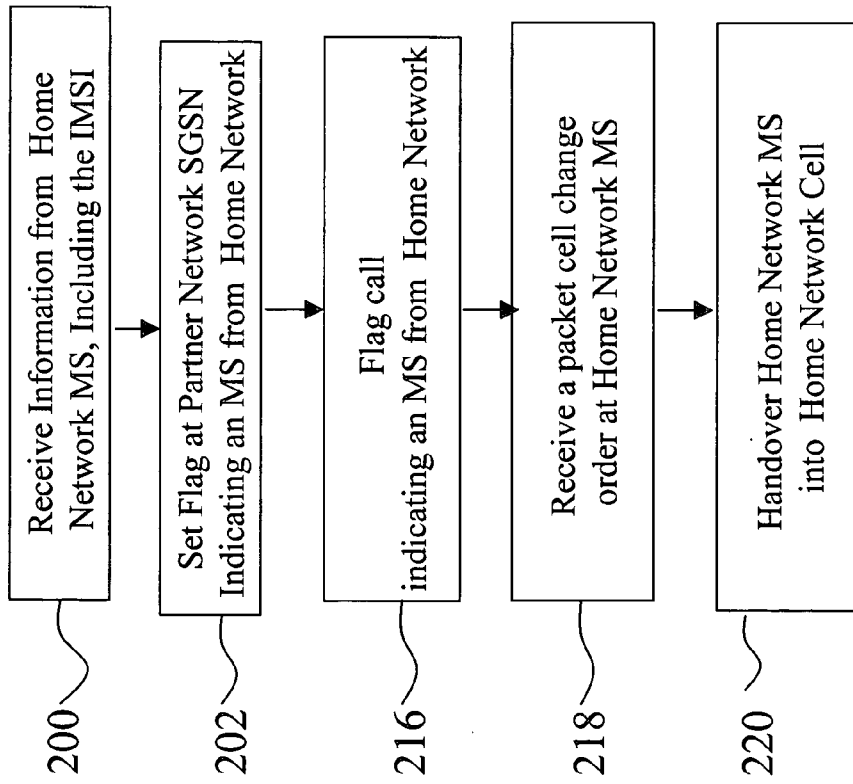 200
Receive Information from Home
Network MS, Including the IMSI
202
Set Flag at Partner Network SGSN
Indicating an MS from Home Network
216
Flag call
indicating an MS from Home Network
218
Receive a packet cell change
order at Home Network MS
220
Handover Home Network MS
into Home Network Cell